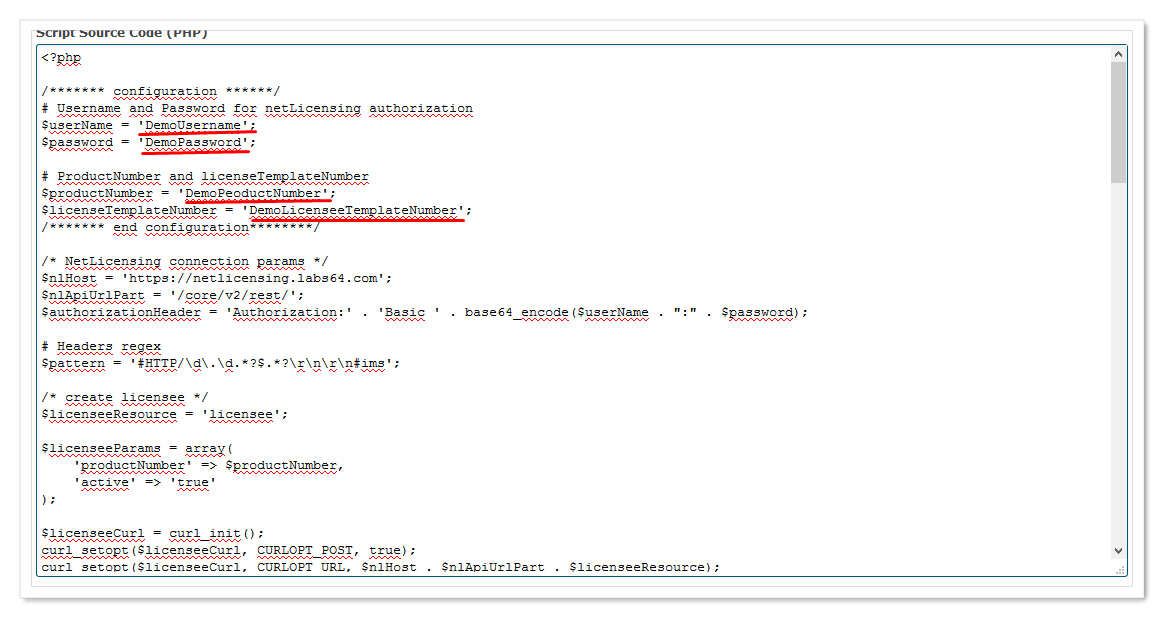 Script Source Code (PHP)
<?php
/******* configuration ******/
# Username and Password for netLicensing authorization
$userName = 'DemoUsername';
$password = 'DemoPassword';
# ProductNumber and licenseTemplateNumber
$productNumber = 'DemoPeoductNumber';
$licenseTemplateNumber = 'DemoLicenseeTemplateNumber';
/******* end configuration********/
/* NetLicensing connection params */
$nlHost = 'https://netlicensing.labs64.com';
$nlApiUrlPart = '/core/v2/rest/';
$authorizationHeader = 'Authorization:' . 'Basic ' . base64_encode($userName . ":" . $password);
# Headers regex
$pattern = '#HTTP/\d\.\d.*?$.*?\r\n\r\n#ims';
/* create licensee */
$licenseeResource = 'licensee';
$licenseeParams = array(
    'productNumber' => $productNumber,
    'active' => 'true'
);
$licenseeCurl = curl_init();
curl_setopt($licenseeCurl, CURLOPT_POST, true);
curl_setopt($licenseeCurl, CURLOPT_URL, $nlHost . $nlApiUrlPart . $licenseeResource);